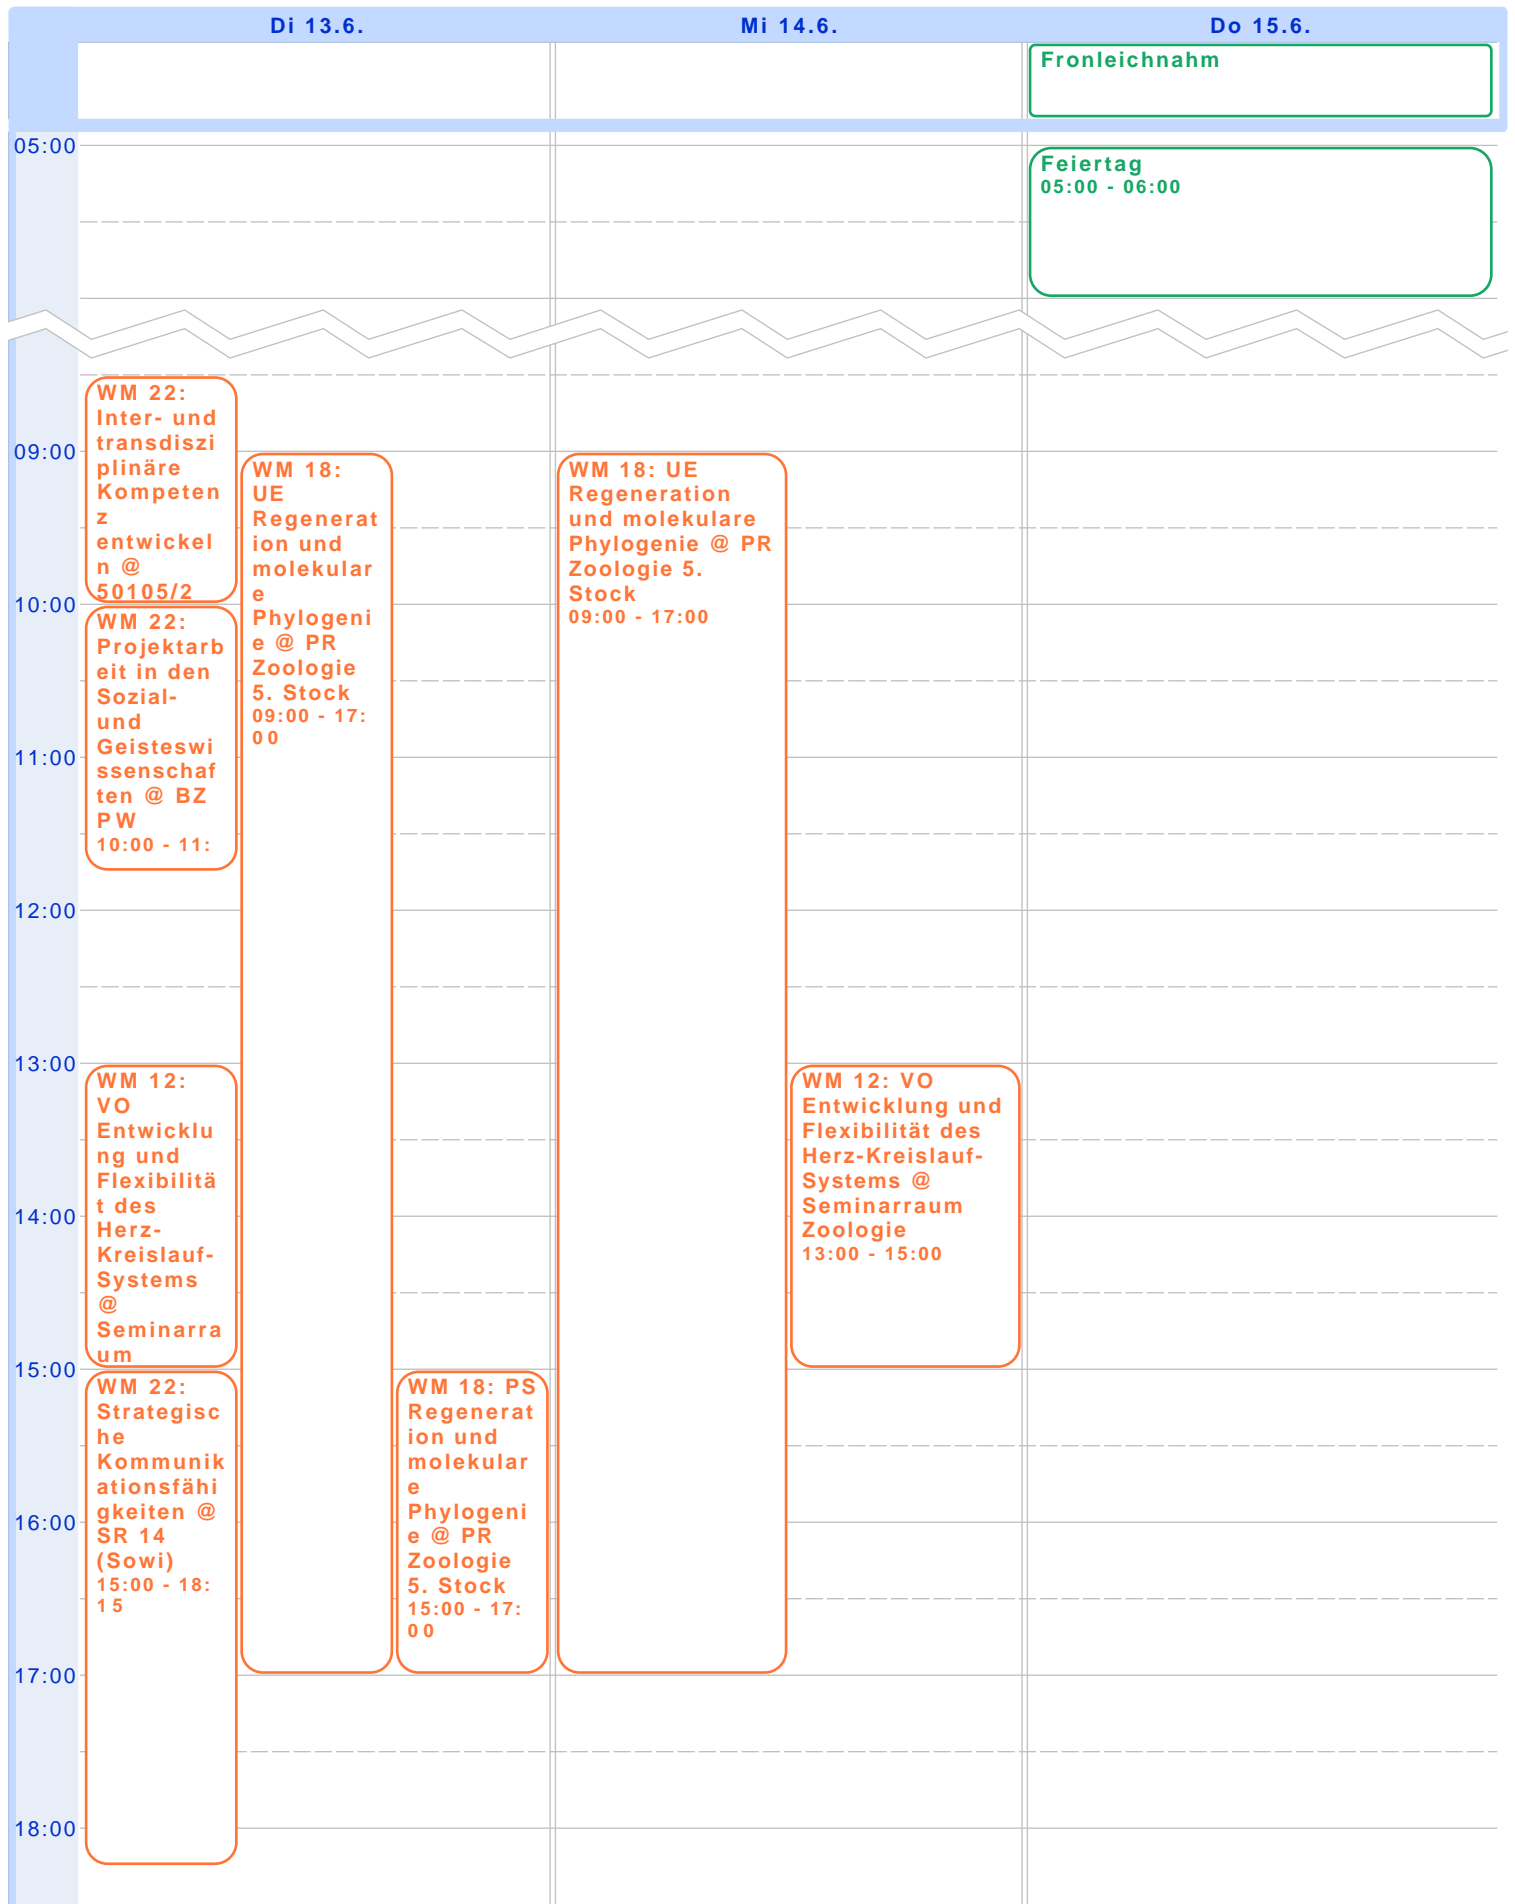 Di 13.6.
Mi 14.6.
Do 15.6.
Fronleichnahm
05:00
Feiertag
05:00 - 06:00
WM 22:
Inter- und
transdiszi
plinäre
Kompeten
z
entwickel
n @
50105/2
09:00
WM 18:
UE
Regenerat
ion und
molekular
e
Phylogeni
e @ PR
Zoologie
5. Stock
09:00 - 17:
00
WM 18: UE
Regeneration
und molekulare
Phylogenie @ PR
Zoologie 5.
Stock
09:00 - 17:00
10:00
WM 22:
Projektarb
eit in den
Sozial-
und
Geisteswi
ssenschaf
ten @ BZ
PW
10:00 - 11:
11:00
12:00
13:00
WM 12:
VO
Entwicklu
ng und
Flexibilitä
t des
Herz-
Kreislauf-
Systems
@
Seminarra
um
WM 12: VO
Entwicklung und
Flexibilität des
Herz-Kreislauf-
Systems @
Seminarraum
Zoologie
13:00 - 15:00
14:00
15:00
WM 22:
Strategisc
he
Kommunik
ationsfähi
gkeiten @
SR 14
(Sowi)
15:00 - 18:
15
WM 18: PS
Regenerat
ion und
molekular
e
Phylogeni
e @ PR
Zoologie
5. Stock
15:00 - 17:
00
16:00
17:00
18:00